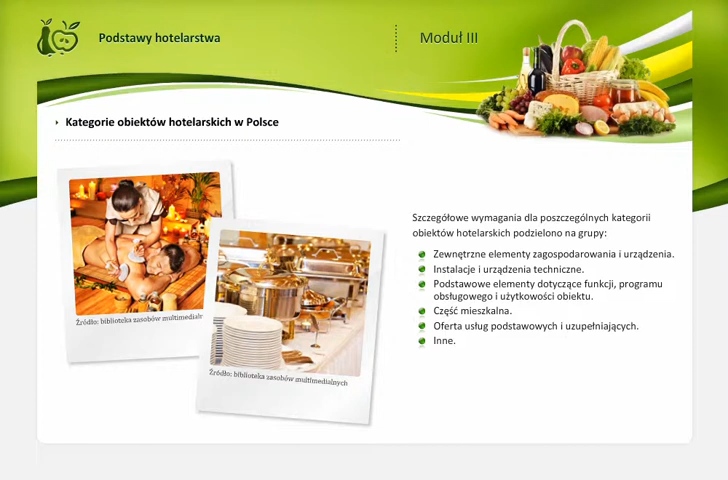 Podstawy hotelarstwa
Moduł III
Kategorie obiektów hotelarskich w Polsce
Szczegółowe wymagania dla poszczególnych kategorii
obiektów hotelarskich podzielono na grupy:
Zewnętrzne elementy zagospodarowania i urządzenia.
Instalacje i urządzenia techniczne.
Podstawowe elementy dotyczące funkcji, programu
obsługowego i użytkowości obiektu.
Część mieszkalna.
Oferta usług podstawowych i uzupełniających.
Inne.
Źródło: biblioteka zasobów multimedialn
Źródło: biblioteka zasobów multimedialnych